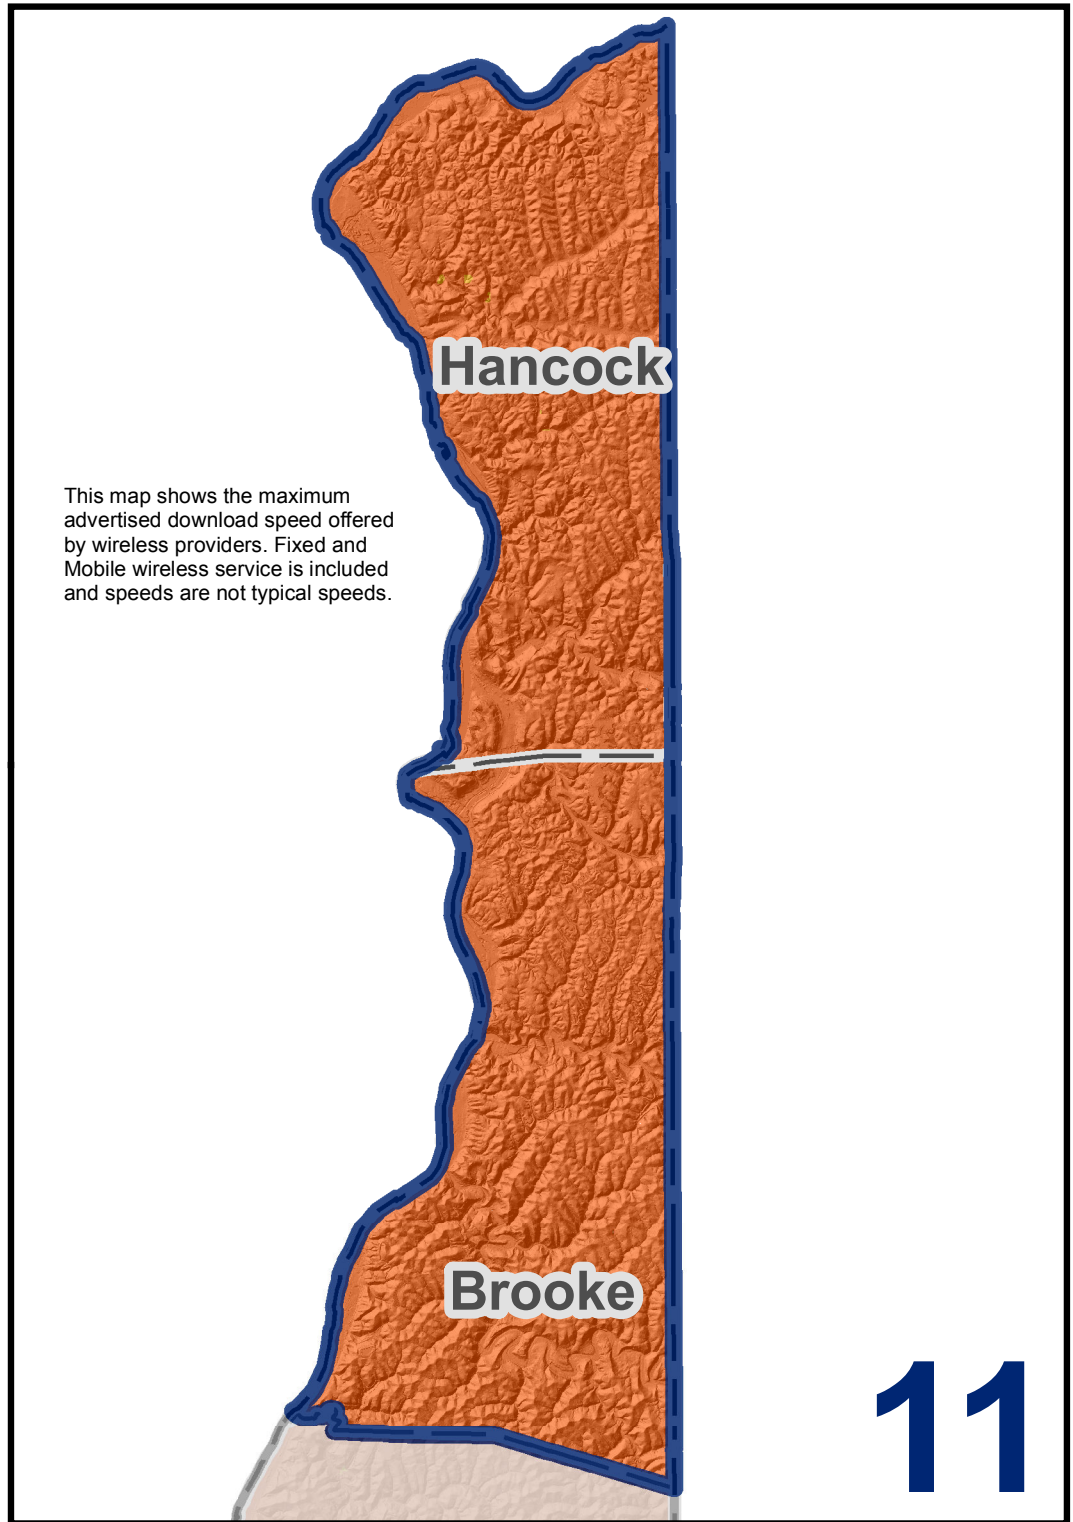 Hancock
This map shows the maximum
advertised download speed offered
by wireless providers. Fixed and
Mobile wireless service is included
and speeds are not typical speeds.
Brooke
11